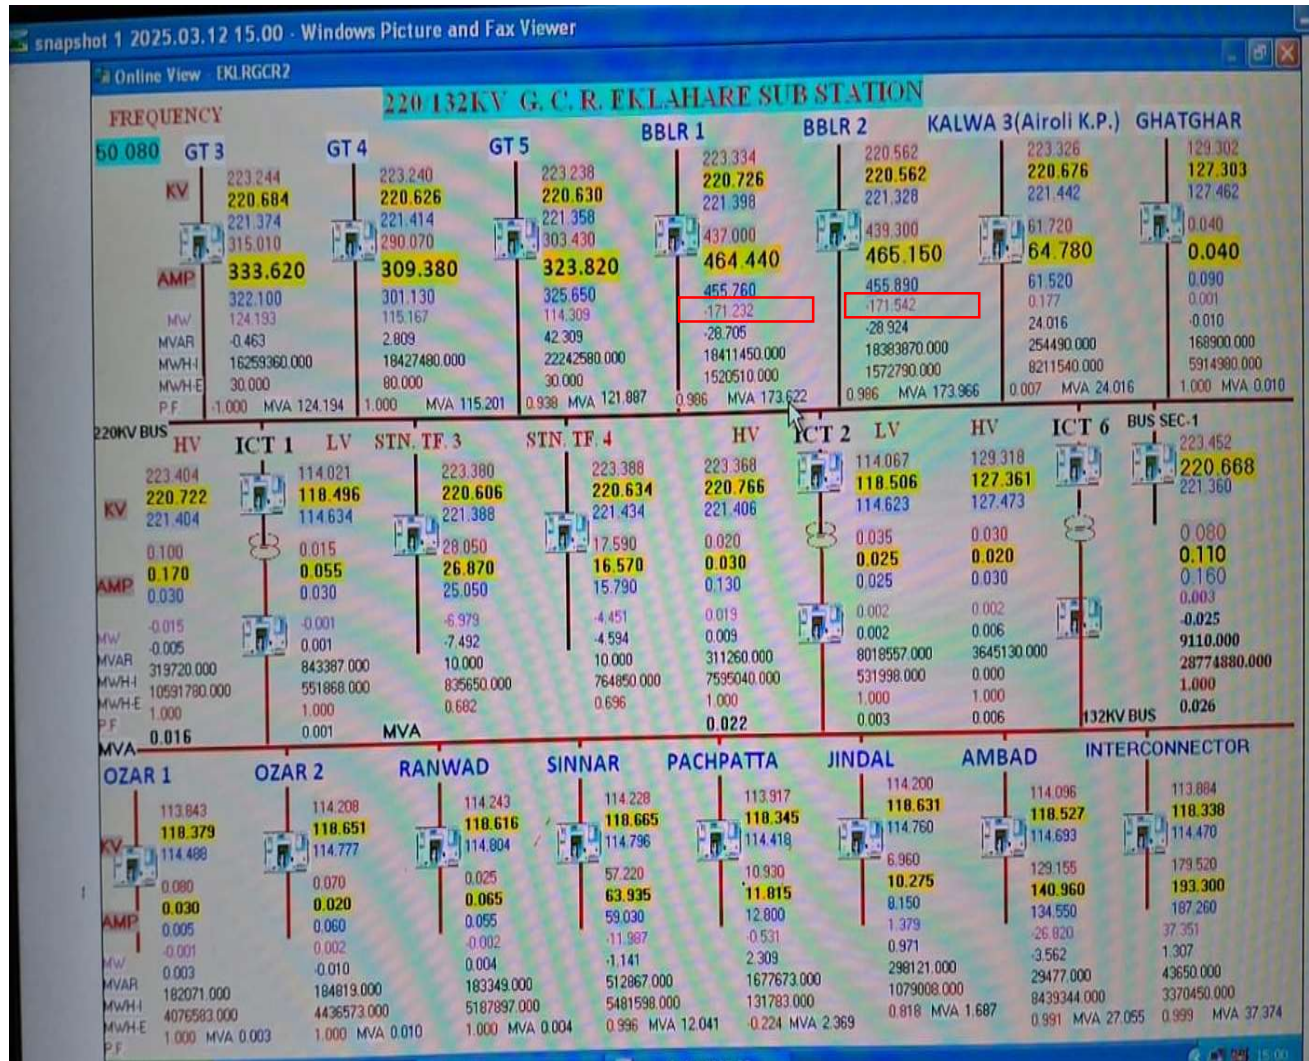 snapshot 1 2025.03.12 15.00 - Windows Picture and Fax Viewer
Online View EKLRGCR2
220/132KV G. C. R. EKLAHARE SUB STATION
FREQUENCY
50 080
GT 3 GT 4 GT 5 BBLR 1 BBLR 2 KALWA 3(Airoli K.P.) GHATGHAR
223.244 223.240 223.238 223.334 220.562 223.326 129.302
KV 220.684 220.626 220.630 220.726 220.562 220.676 127.303
221.374 221.414 221.358 221.398 221.328 221.442 127.462
315.010 290.070 303.430 437.000 439.300 61.720 0.040
AMP 333.620 309.380 323.820 464.440 465.150 64.780 0.040
322.100 301.130 325.650 455.760 455.890 61.520 0.090
MW 124.193 115.167 114.309 -171.232 -171.542 0.177 0.001
MVAR -0.463 2.809 42.309 -28.705 -28.924 24.016 -0.010
MWH-I 16259360.000 18427480.000 22242580.000 18411450.000 18383870.000 254490.000 168900.000
MWH-E 30.000 80.000 30.000 1520510.000 1572790.000 8211540.000 5914980.000
P.F. -1.000 MVA 124.194 1.000 MVA 115.201 0.938 MVA 121.887 0.986 MVA 173.622 0.986 MVA 173.966 0.007 MVA 24.016 1.000 MVA 0.010
220KV BUS
HV ICT 1 LV STN. TF. 3 STN. TF. 4 HV ICT 2 LV HV ICT 6 BUS SEC-1
223.404 114.021 223.380 223.388 223.368 114.067 129.318 223.452
KV 220.722 118.496 220.606 220.634 220.766 118.506 127.361 220.668
221.404 114.634 221.388 221.434 221.406 114.623 127.473 221.360
0.100 0.015 28.050 17.590 0.020 0.035 0.030 0.080
AMP 0.170 0.055 26.870 16.570 0.030 0.025 0.020 0.110
0.030 0.030 25.050 15.790 0.130 0.025 0.030 0.160
MW -0.015 -0.001 -6.979 -4.451 0.019 0.002 0.002 0.003
MVAR -0.005 0.001 -7.492 -4.594 0.009 0.002 0.006 -0.025
MWH-I 319720.000 843387.000 10.000 10.000 311260.000 8018557.000 3645130.000 9110.000
MWH-E 10591780.000 551868.000 835650.000 764850.000 7595040.000 531998.000 0.000 28774880.000
P.F. 1.000 1.000 0.682 0.696 1.000 1.000 1.000 1.000
MVA 0.016 0.001 MVA 0.022 0.003 0.006 0.026
132KV BUS
OZAR 1 OZAR 2 RANWAD SINNAR PACHPATTA JINDAL AMBAD INTERCONNECTOR
113.843 114.208 114.243 114.228 113.917 114.200 114.096 113.884
KV 118.379 118.651 118.616 118.665 118.345 118.631 118.527 118.338
114.488 114.777 114.804 114.796 114.418 114.760 114.693 114.470
0.080 0.070 0.025 57.220 10.930 6.960 129.155 179.520
AMP 0.030 0.020 0.065 63.935 11.815 10.275 140.960 193.300
0.005 0.060 0.055 59.030 12.800 8.150 134.550 187.260
MW -0.001 0.002 -0.002 -11.987 -0.531 1.379 -26.820 37.351
MVAR 0.003 -0.010 0.004 -1.141 2.309 0.971 -3.562 1.307
MWH-I 182071.000 184819.000 183349.000 512867.000 1677673.000 298121.000 29477.000 43650.000
MWH-E 4076583.000 4436573.000 5187897.000 5481598.000 131783.000 1079008.000 8439344.000 3370450.000
P.F. 1.000 MVA 0.003 1.000 MVA 0.010 1.000 MVA 0.004 0.996 MVA 12.041 -0.224 MVA 2.369 0.818 MVA 1.687 0.991 MVA 27.055 0.999 MVA 37.374
15:00